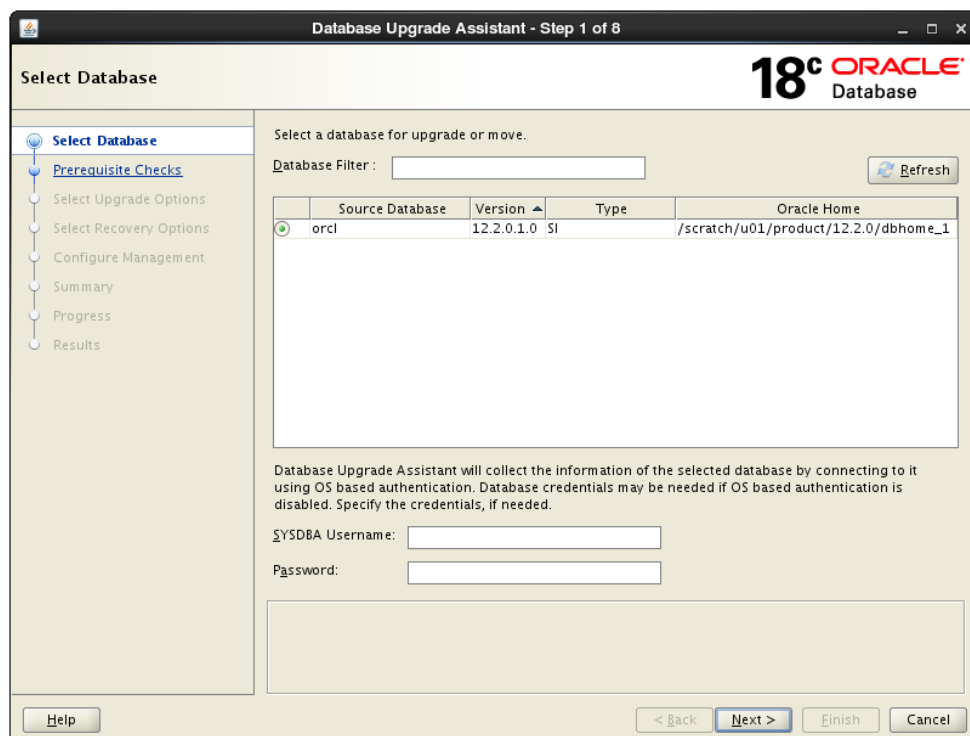 Database Upgrade Assistant - Step 1 of 8
Select Database
18c ORACLE
Database
Select Database
Prerequisite Checks
Select Upgrade Options
Select Recovery Options
Configure Management
Summary
Progress
Results
Select a database for upgrade or move.
Database Filter :
Refresh
Source Database Version Type Oracle Home
orcl 12.2.0.1.0 SI /scratch/u01/product/12.2.0/dbhome_1
Database Upgrade Assistant will collect the information of the selected database by connecting to it
using OS based authentication. Database credentials may be needed if OS based authentication is
disabled. Specify the credentials, if needed.
SYSDBA Username:
Password:
Help < Back Next > Finish Cancel